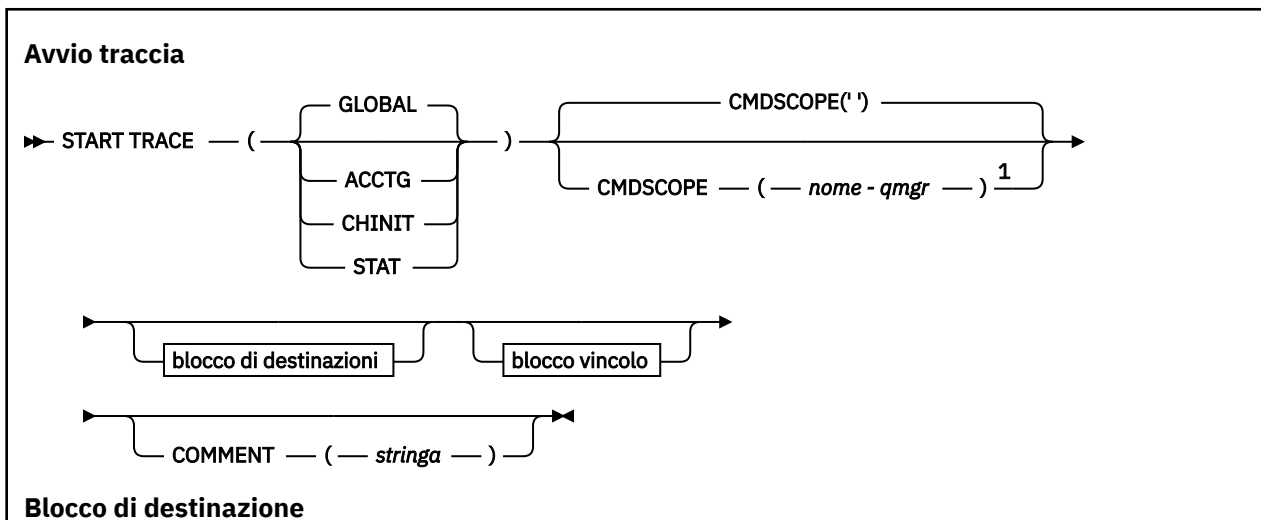 Avvio traccia
START TRACE ( GLOBAL ) CMDSCOPE(' ')
ACCTG
CHINIT
STAT
CMDSCOPE ( nome - qmgr ) 1
blocco di destinazioni
blocco vincolo
COMMENT ( stringa )
Blocco di destinazione